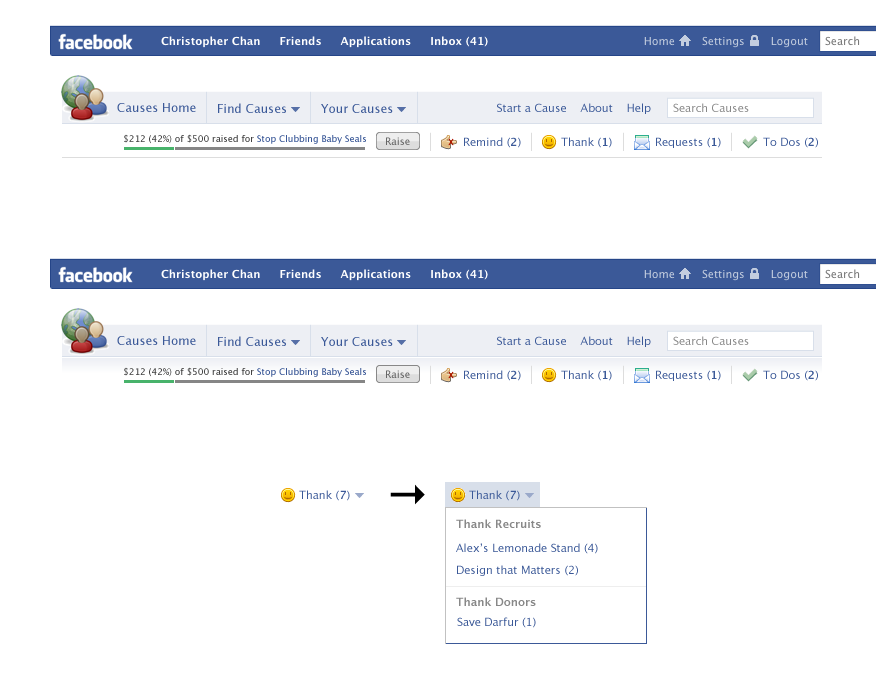 facebook Christopher Chan Friends Applications Inbox (41) Home Settings Logout Search
Causes Home Find Causes Your Causes Start a Cause About Help Search Causes
$212 (42%) of $500 raised for Stop Clubbing Baby Seals Raise Remind (2) Thank (1) Requests (1) To Dos (2)
facebook Christopher Chan Friends Applications Inbox (41) Home Settings Logout Search
Causes Home Find Causes Your Causes Start a Cause About Help Search Causes
$212 (42%) of $500 raised for Stop Clubbing Baby Seals Raise Remind (2) Thank (1) Requests (1) To Dos (2)
Thank (7) Thank (7)
Thank Recruits
Alex's Lemonade Stand (4)
Design that Matters (2)
Thank Donors
Save Darfur (1)